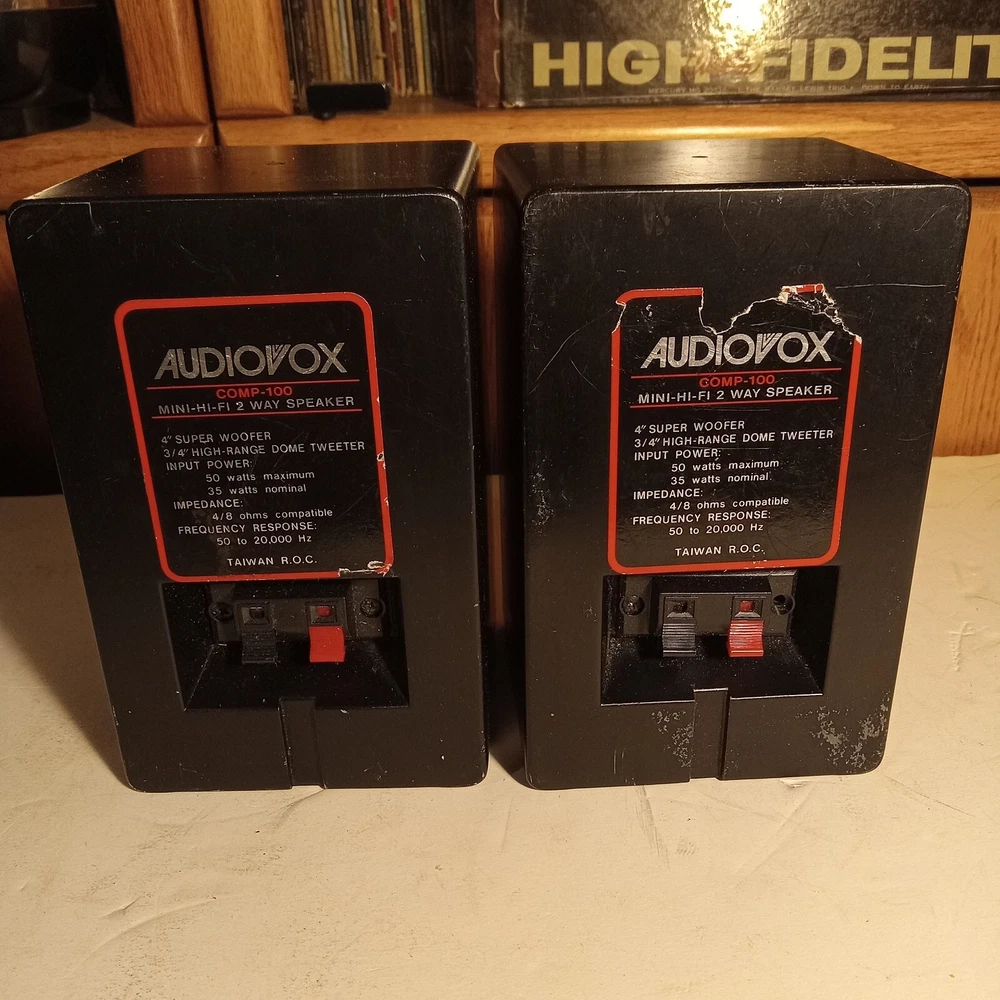 HIGH FIDELIT
AUDIOVOX
COMP-100
MINI-HI-FI 2 WAY SPEAKER
4" SUPER WOOFER
3/4" HIGH-RANGE DOME TWEETER
INPUT POWER:
50 watts maximum
35 watts nominal
IMPEDANCE:
4/8 ohms compatible
FREQUENCY RESPONSE:
50 to 20,000 Hz
TAIWAN R.O.C.
AUDIOVOX
COMP-100
MINI-HI-FI 2 WAY SPEAKER
4" SUPER WOOFER
3/4" HIGH-RANGE DOME TWEETER
INPUT POWER:
50 watts maximum
35 watts nominal
IMPEDANCE:
4/8 ohms compatible
FREQUENCY RESPONSE:
50 to 20,000 Hz
TAIWAN R.O.C.